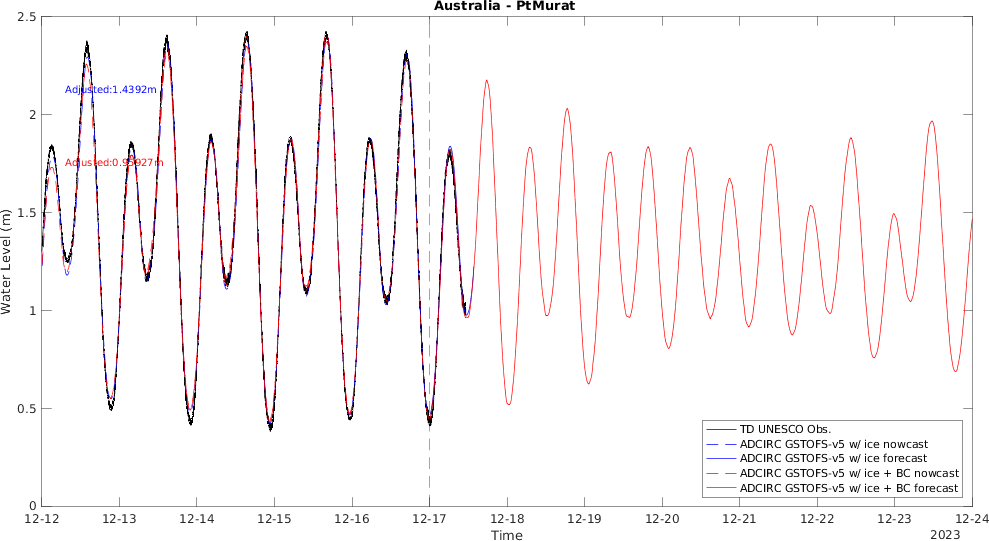 Australia - PtMurat
2.5
2
1.5
1
0.5
0
Water Level (m)
Adjusted:1.4392m
Adjusted:0.95927m
TD UNESCO Obs.
ADCIRC GSTOFS-v5 w/ ice nowcast
ADCIRC GSTOFS-v5 w/ ice forecast
ADCIRC GSTOFS-v5 w/ ice + BC nowcast
ADCIRC GSTOFS-v5 w/ ice + BC forecast
12-12 12-13 12-14 12-15 12-16 12-17 12-18 12-19 12-20 12-21 12-22 12-23 12-24
Time
2023